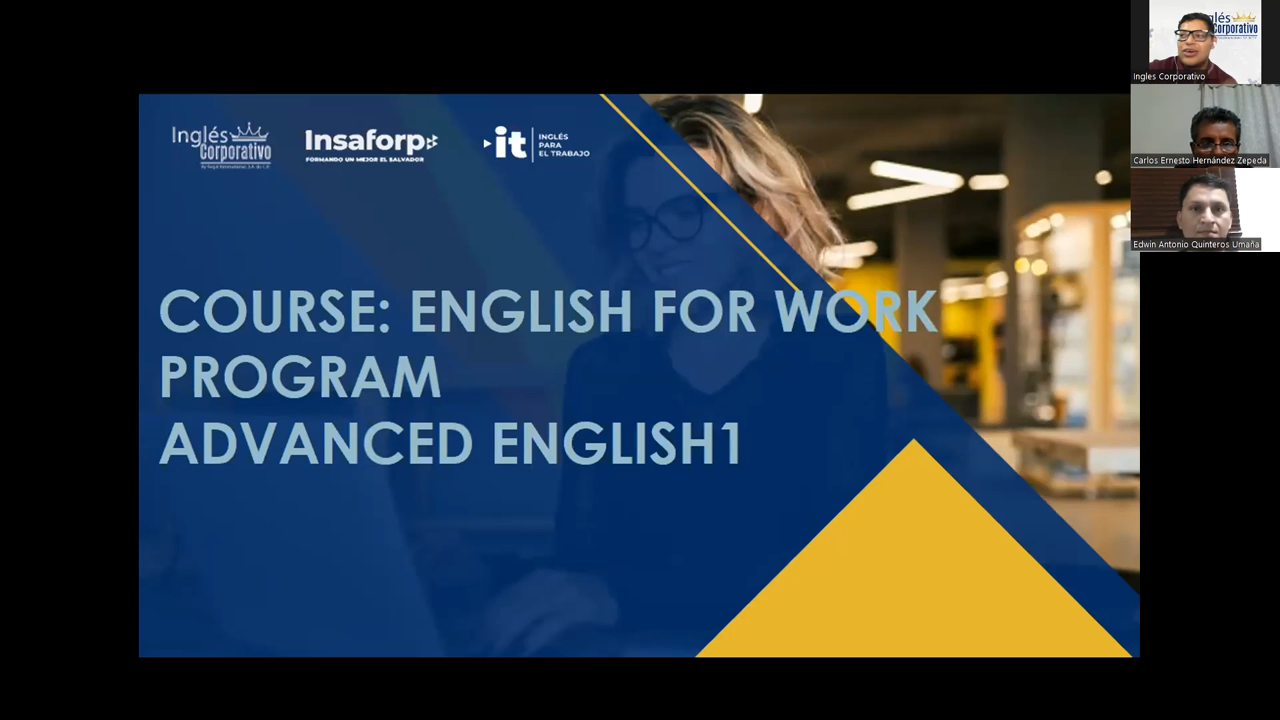 Inglés
Corporativo
Insaforp
FORMANDO UN MEJOR EL SALVADOR
it
INGLÉS
PARA
EL TRABAJO
COURSE: ENGLISH FOR WORK
PROGRAM
ADVANCED ENGLISH1
glés
Corporativo
Ingles Corporativo
Carlos Ernesto Hernández Zepeda
Edwin Antonio Quinteros Umaña